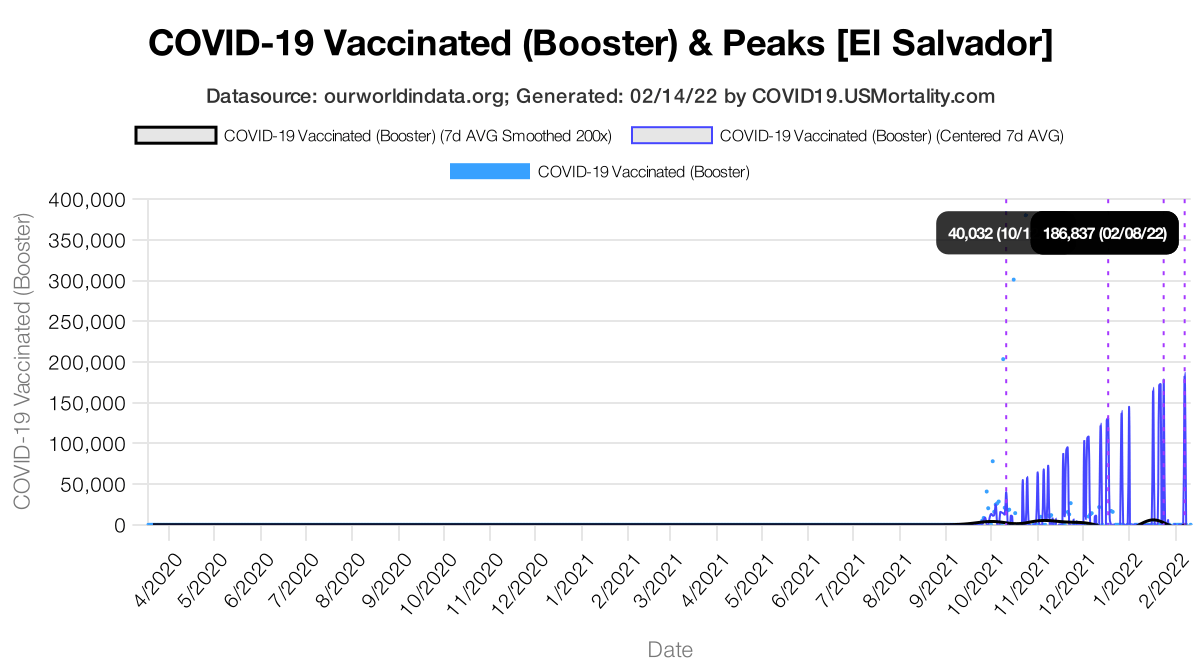 COVID-19 Vaccinated (Booster) & Peaks [El Salvador]
Datasource: ourworldindata.org; Generated: 02/14/22 by COVID19.USMortality.com
COVID-19 Vaccinated (Booster) (7d AVG Smoothed 200x) COVID-19 Vaccinated (Booster) (Centered 7d AVG)
COVID-19 Vaccinated (Booster)
COVID-19 Vaccinated (Booster)
400,000
350,000
300,000
250,000
200,000
150,000
100,000
50,000
0
40,032 (10/1 186,837 (02/08/22)
4/2020 5/2020 6/2020 7/2020 8/2020 9/2020 10/2020 11/2020 12/2020 1/2021 2/2021 3/2021 4/2021 5/2021 6/2021 7/2021 8/2021 9/2021 10/2021 11/2021 12/2021 1/2022 2/2022
Date